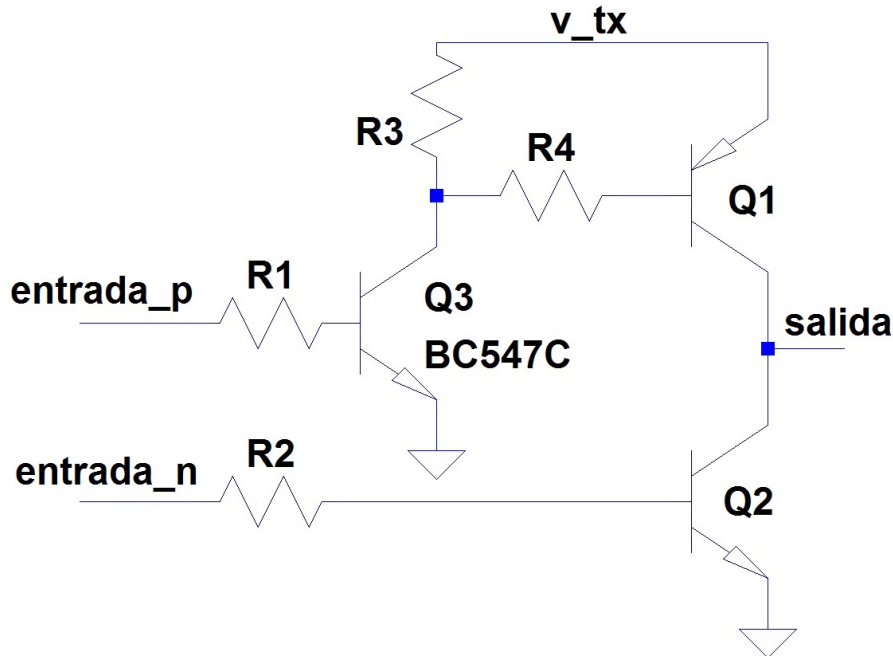 v_tx
R3
R4
Q1
entrada_p
R1
Q3
BC547C
salida
entrada_n
R2
Q2